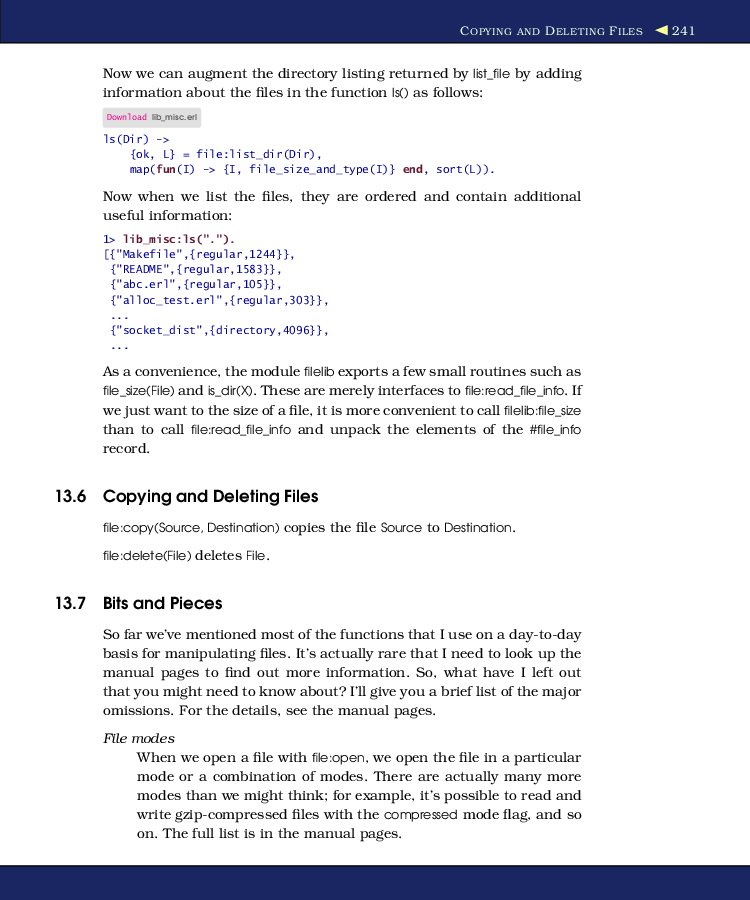 COPYING AND DELETING FILES ◀ 241
Now we can augment the directory listing returned by list_file by adding
information about the files in the function ls() as follows:
Download lib_misc.erl
ls(Dir) ->
    {ok, L} = file:list_dir(Dir),
    map(fun(I) -> {I, file_size_and_type(I)} end, sort(L)).
Now when we list the files, they are ordered and contain additional
useful information:
1> lib_misc:ls(".").
[{"Makefile",{regular,1244}},
 {"README",{regular,1583}},
 {"abc.erl",{regular,105}},
 {"alloc_test.erl",{regular,303}},
 ...
 {"socket_dist",{directory,4096}},
 ...
As a convenience, the module filelib exports a few small routines such as
file_size(File) and is_dir(X). These are merely interfaces to file:read_file_info. If
we just want to the size of a file, it is more convenient to call filelib:file_size
than to call file:read_file_info and unpack the elements of the #file_info
record.
13.6 Copying and Deleting Files
file:copy(Source, Destination) copies the file Source to Destination.
file:delete(File) deletes File.
13.7 Bits and Pieces
So far we've mentioned most of the functions that I use on a day-to-day
basis for manipulating files. It's actually rare that I need to look up the
manual pages to find out more information. So, what have I left out
that you might need to know about? I'll give you a brief list of the major
omissions. For the details, see the manual pages.
File modes
When we open a file with file:open, we open the file in a particular
mode or a combination of modes. There are actually many more
modes than we might think; for example, it's possible to read and
write gzip-compressed files with the compressed mode flag, and so
on. The full list is in the manual pages.